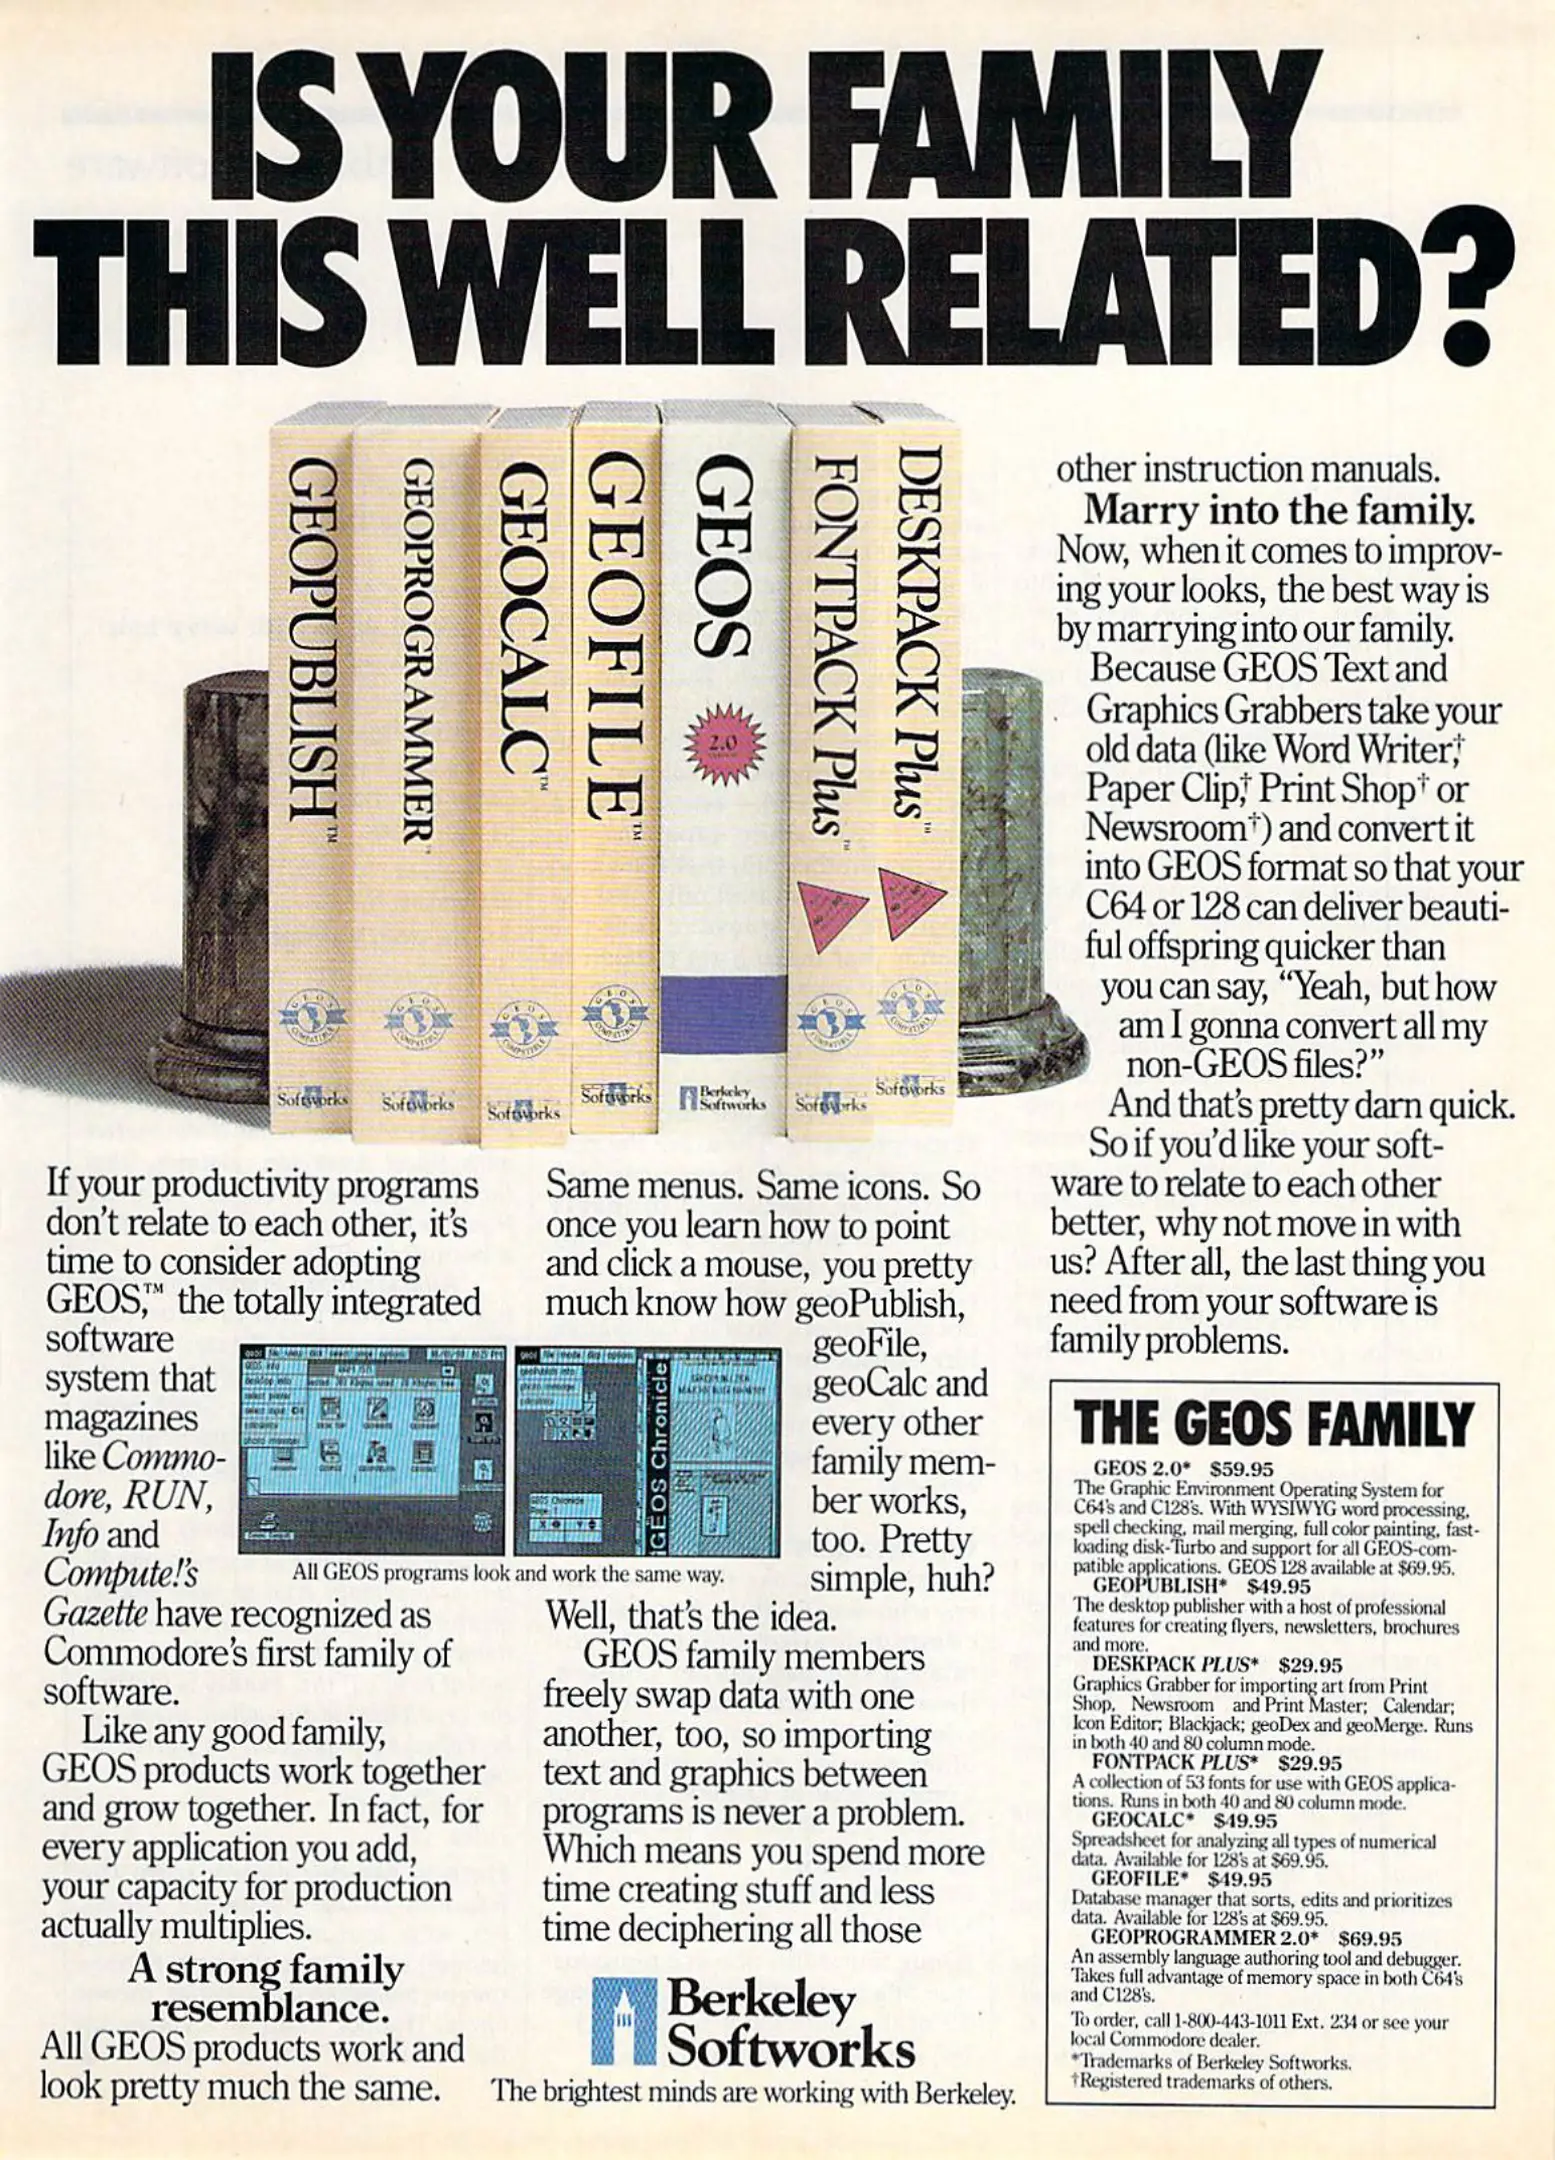 IS YOUR FAMILY
THIS WELL RELATED?
GEOPUBLISH™
GEOPROGRAMMER™
GEOCALC™
GEOFILE™
GEOS
2.0
FONTPACK Plus™
DESKPACK Plus™
GEOS
COMPATIBLE
GEOS
COMPATIBLE
GEOS
COMPATIBLE
GEOS
COMPATIBLE
GEOS
COMPATIBLE
GEOS
COMPATIBLE
Softworks
Softworks
Softworks
Softworks
Berkeley
Softworks
Softworks
Softworks
If your productivity programs
don't relate to each other, it's
time to consider adopting
GEOS,™ the totally integrated
software
system that
magazines
like Commo-
dore, RUN,
Info and
Compute!'s
Gazette have recognized as
Commodore's first family of
software.
Like any good family,
GEOS products work together
and grow together. In fact, for
every application you add,
your capacity for production
actually multiplies.
A strong family
resemblance.
All GEOS products work and
look pretty much the same.
GEOS Chronicle
All GEOS programs look and work the same way.
Same menus. Same icons. So
once you learn how to point
and click a mouse, you pretty
much know how geoPublish,
geoFile,
geoCalc and
every other
family mem-
ber works,
too. Pretty
simple, huh?
Well, that's the idea.
GEOS family members
freely swap data with one
another, too, so importing
text and graphics between
programs is never a problem.
Which means you spend more
time creating stuff and less
time deciphering all those
Berkeley
Softworks
The brightest minds are working with Berkeley.
other instruction manuals.
Marry into the family.
Now, when it comes to improv-
ing your looks, the best way is
by marrying into our family.
Because GEOS Text and
Graphics Grabbers take your
old data (like Word Writer,†
Paper Clip,† Print Shop† or
Newsroom†) and convert it
into GEOS format so that your
C64 or 128 can deliver beauti-
ful offspring quicker than
you can say, “Yeah, but how
am I gonna convert all my
non-GEOS files?”
And that's pretty darn quick.
So if you'd like your soft-
ware to relate to each other
better, why not move in with
us? After all, the last thing you
need from your software is
family problems.
THE GEOS FAMILY
GEOS 2.0* $59.95
The Graphic Environment Operating System for
C64's and C128's. With WYSIWYG word processing,
spell checking, mail merging, full color painting, fast-
loading disk-Turbo and support for all GEOS-com-
patible applications. GEOS 128 available at $69.95.
GEOPUBLISH* $49.95
The desktop publisher with a host of professional
features for creating flyers, newsletters, brochures
and more.
DESKPACK PLUS* $29.95
Graphics Grabber for importing art from Print
Shop, Newsroom and Print Master; Calendar;
Icon Editor; Blackjack; geoDex and geoMerge. Runs
in both 40 and 80 column mode.
FONTPACK PLUS* $29.95
A collection of 53 fonts for use with GEOS applica-
tions. Runs in both 40 and 80 column mode.
GEOCALC* $49.95
Spreadsheet for analyzing all types of numerical
data. Available for 128's at $69.95.
GEOFILE* $49.95
Database manager that sorts, edits and prioritizes
data. Available for 128's at $69.95.
GEOPROGRAMMER 2.0* $69.95
An assembly language authoring tool and debugger.
Takes full advantage of memory space in both C64's
and C128's.
To order, call 1-800-443-1011 Ext. 234 or see your
local Commodore dealer.
*Trademarks of Berkeley Softworks.
†Registered trademarks of others.